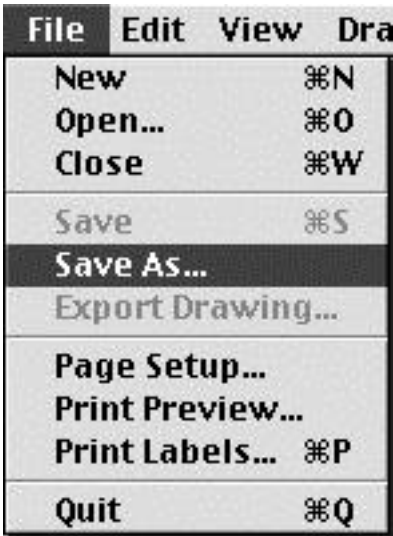 File Edit View Dra
New ⌘N
Open... ⌘O
Close ⌘W
Save ⌘S
Save As...
Export Drawing...
Page Setup...
Print Preview...
Print Labels... ⌘P
Quit ⌘Q